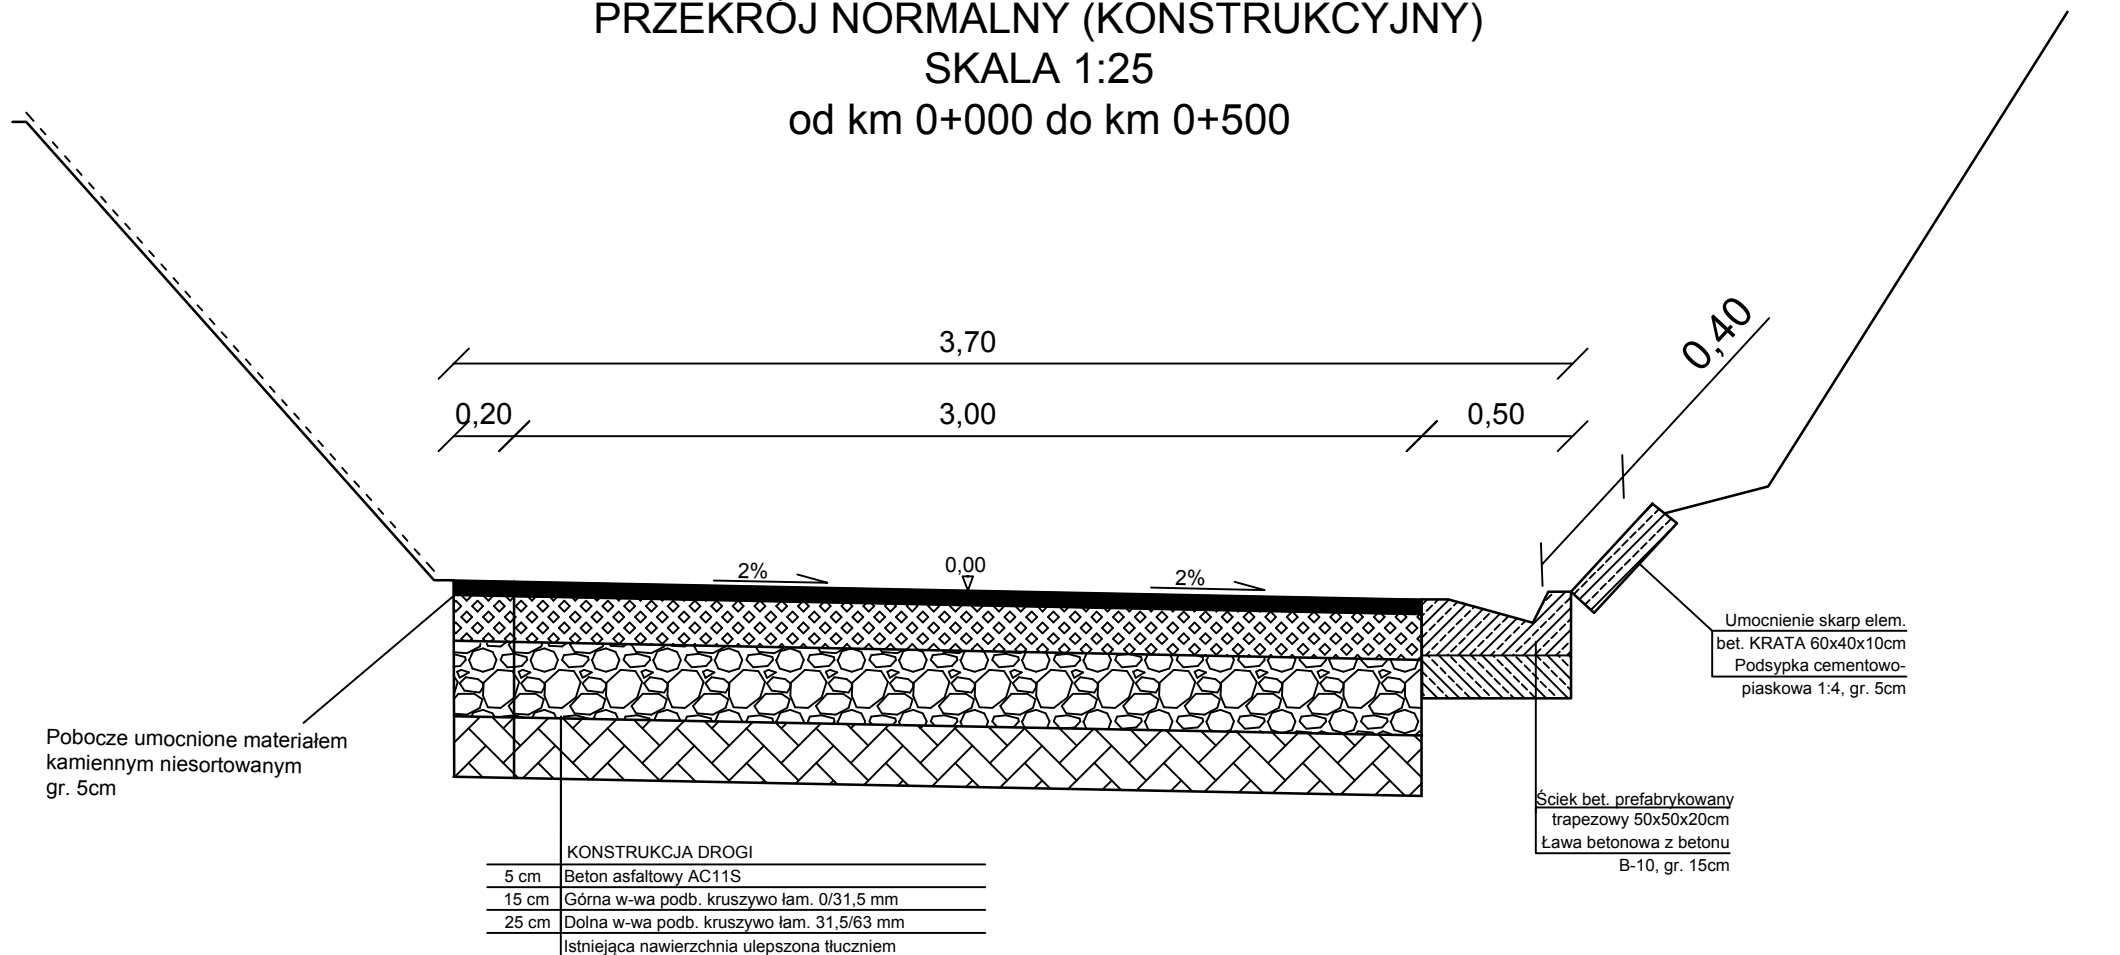 PRZEKRÓJ NORMALNY (KONSTRUKCYJNY)
SKALA 1:25
od km 0+000 do km 0+500
3,70
0,20
3,00
0,50
0,40
2%
0,00
2%
Umocnienie skarp elem.
bet. KRATA 60x40x10cm
Podsypka cementowo-
piaskowa 1:4, gr. 5cm
Pobocze umocnione materiałem
kamiennym niesortowanym
gr. 5cm
Ściek bet. prefabrykowany
trapezowy 50x50x20cm
Ława betonowa z betonu
B-10, gr. 15cm
KONSTRUKCJA DROGI
5 cm Beton asfaltowy AC11S
15 cm Górna w-wa podb. kruszywo łam. 0/31,5 mm
25 cm Dolna w-wa podb. kruszywo łam. 31,5/63 mm
Istniejąca nawierzchnia ulepszona tłuczniem